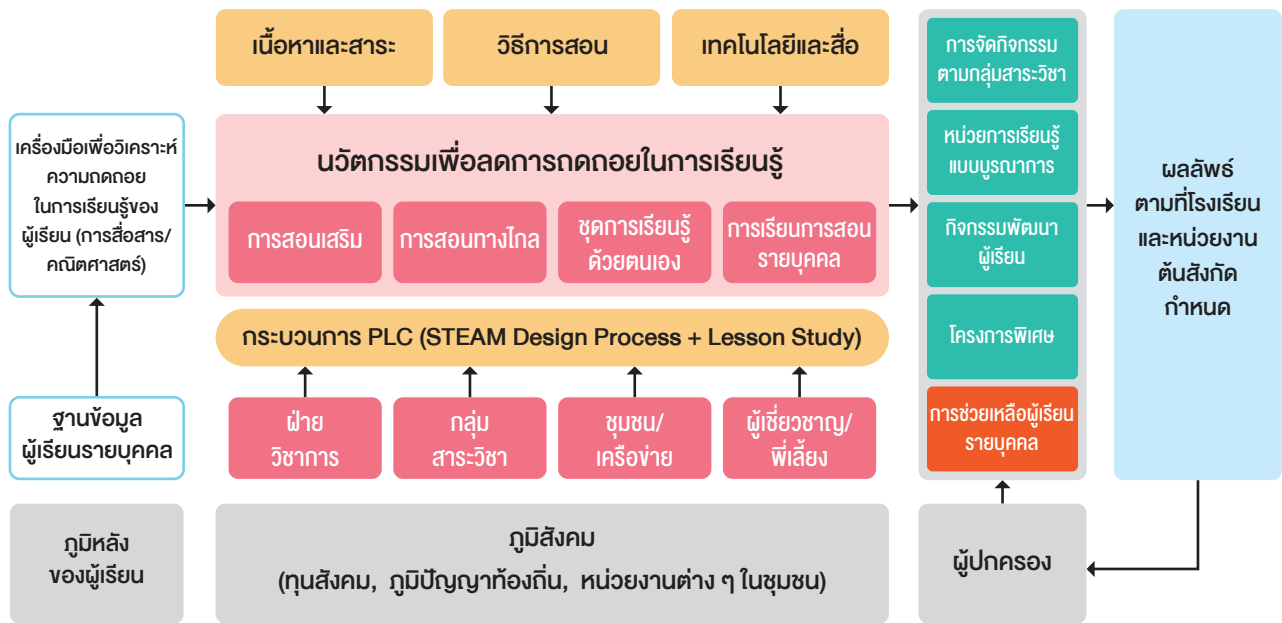 เนื้อหาและสาระ
วิธีการสอน
เทคโนโลยีและสื่อ
เครื่องมือเพื่อวิเคราะห์
ความถดถอย
ในการเรียนรู้ของ
ผู้เรียน (การสื่อสาร/
คณิตศาสตร์)
นวัตกรรมเพื่อลดการถดถอยในการเรียนรู้
การสอนเสริม
การสอนทางไกล
ชุดการเรียนรู้
ด้วยตนเอง
การเรียนการสอน
รายบุคคล
กระบวนการ PLC (STEAM Design Process + Lesson Study)
ฐานข้อมูล
ผู้เรียนรายบุคคล
ฝ่าย
วิชาการ
กลุ่ม
สาระวิชา
ชุมชน/
เครือข่าย
ผู้เชี่ยวชาญ/
พี่เลี้ยง
การจัดกิจกรรม
ตามกลุ่มสาระวิชา
หน่วยการเรียนรู้
แบบบูรณาการ
กิจกรรมพัฒนา
ผู้เรียน
โครงการพิเศษ
การช่วยเหลือผู้เรียน
รายบุคคล
ผลลัพธ์
ตามที่โรงเรียน
และหน่วยงาน
ต้นสังกัด
กำหนด
ภูมิหลัง
ของผู้เรียน
ภูมิสังคม
(ทุนสังคม, ภูมิปัญญาท้องถิ่น, หน่วยงานต่าง ๆ ในชุมชน)
ผู้ปกครอง